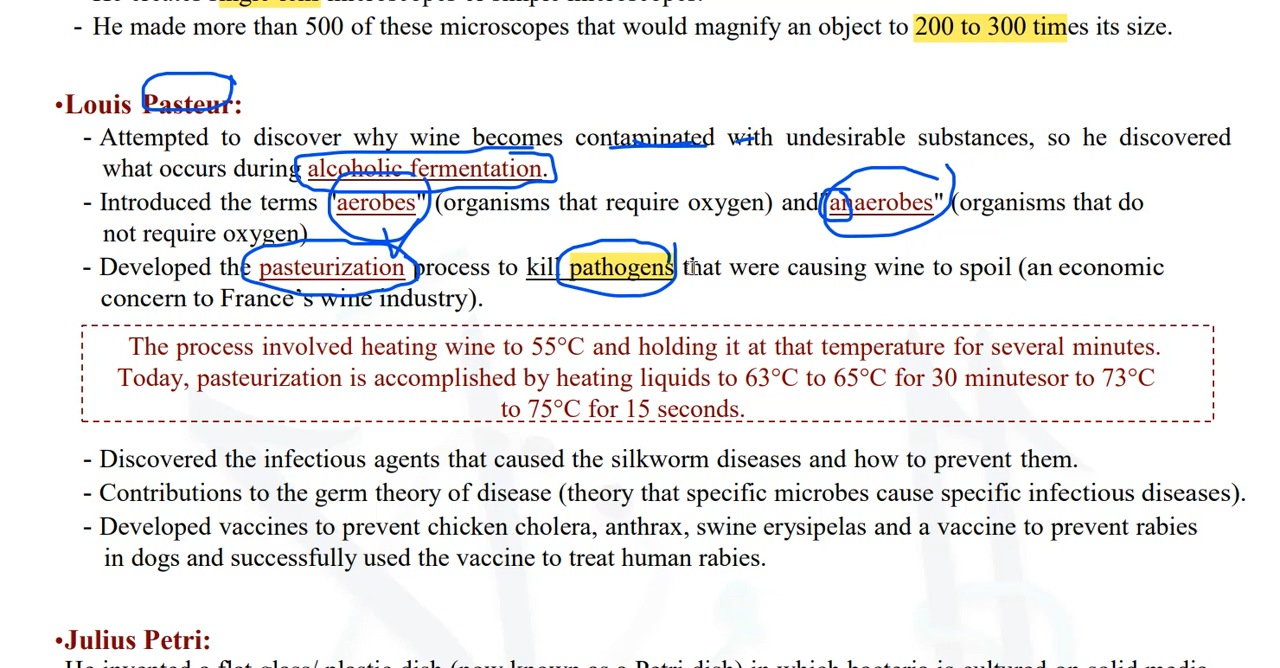 - He made more than 500 of these microscopes that would magnify an object to 200 to 300 times its size.
•Louis Pasteur:
- Attempted to discover why wine becomes contaminated with undesirable substances, so he discovered
what occurs during alcoholic fermentation.
- Introduced the terms "aerobes" (organisms that require oxygen) and "anaerobes" (organisms that do
not require oxygen)
- Developed the pasteurization process to kill pathogens that were causing wine to spoil (an economic
concern to France's wine industry).
The process involved heating wine to 55°C and holding it at that temperature for several minutes.
Today, pasteurization is accomplished by heating liquids to 63°C to 65°C for 30 minutesor to 73°C
to 75°C for 15 seconds.
- Discovered the infectious agents that caused the silkworm diseases and how to prevent them.
- Contributions to the germ theory of disease (theory that specific microbes cause specific infectious diseases).
- Developed vaccines to prevent chicken cholera, anthrax, swine erysipelas and a vaccine to prevent rabies
in dogs and successfully used the vaccine to treat human rabies.
•Julius Petri: